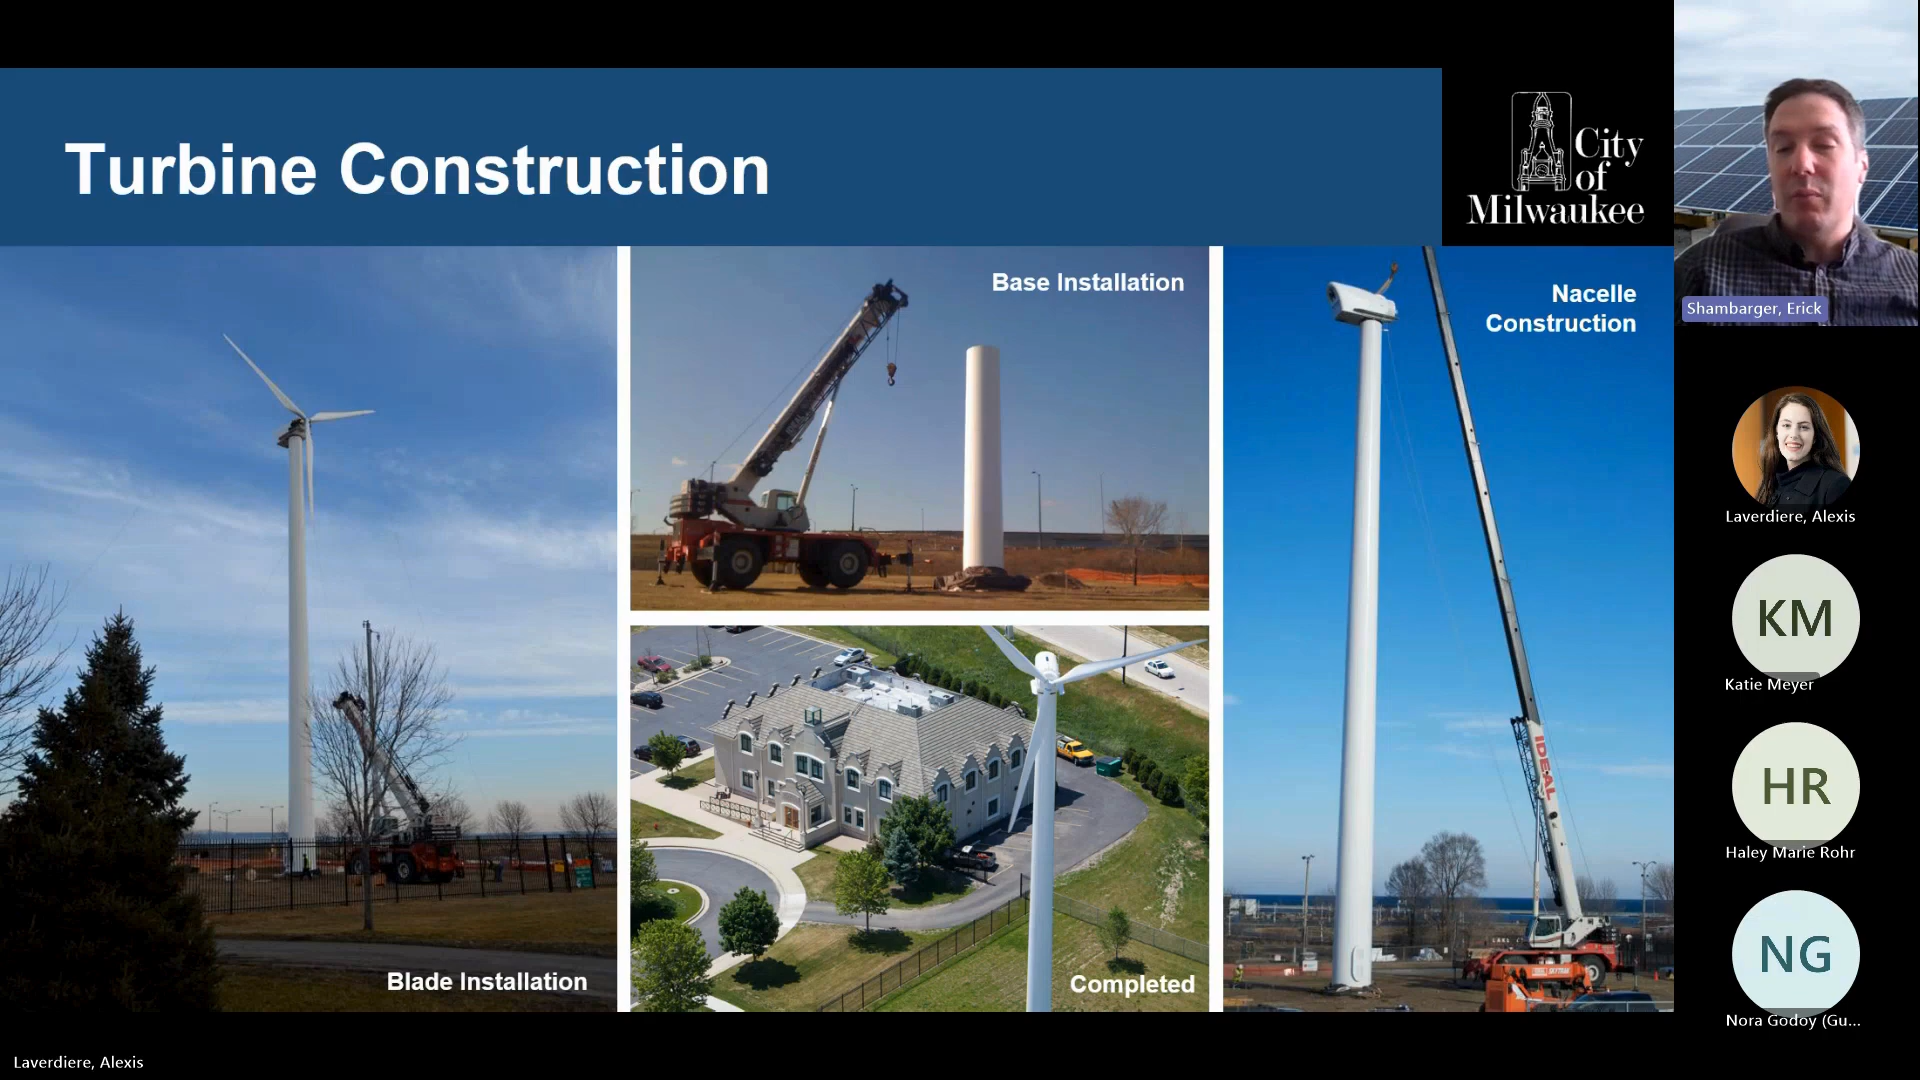 Turbine Construction
City
of
Milwaukee
Base Installation
Nacelle
Construction
IDEAL
Blade Installation
Completed
Shambarger, Erick
Laverdiere, Alexis
KM
Katie Meyer
HR
Haley Marie Rohr
NG
Nora Godoy (Gu...
Laverdiere, Alexis